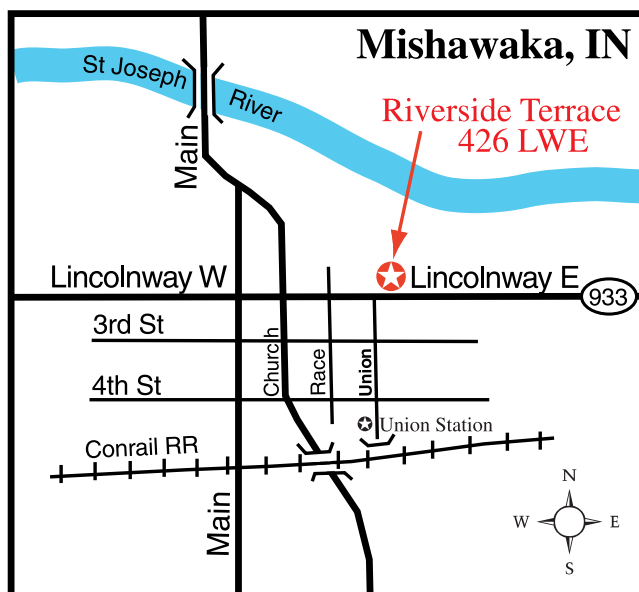 Mishawaka, IN
St Joseph
River
Main
Riverside Terrace
426 LWE
Lincolnway W
Lincolnway E
933
3rd St
Church
Race
Union
4th St
Union Station
Conrail RR
Main
N
W
E
S